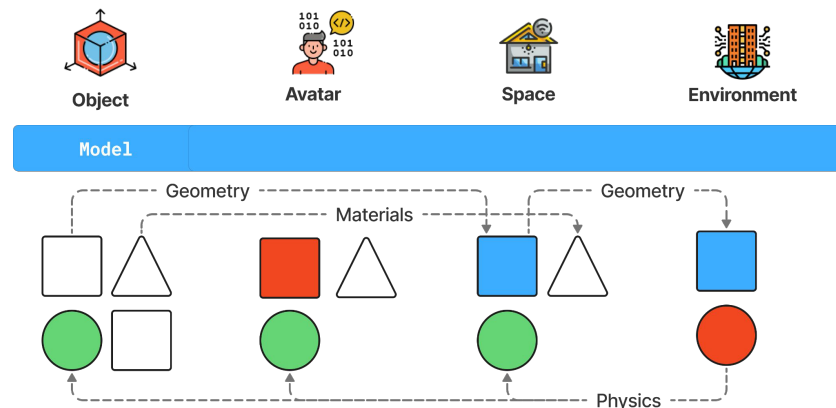 101
010
</>
101
010
Object
Avatar
Space
Environment
Model
Geometry
Geometry
Materials
Physics